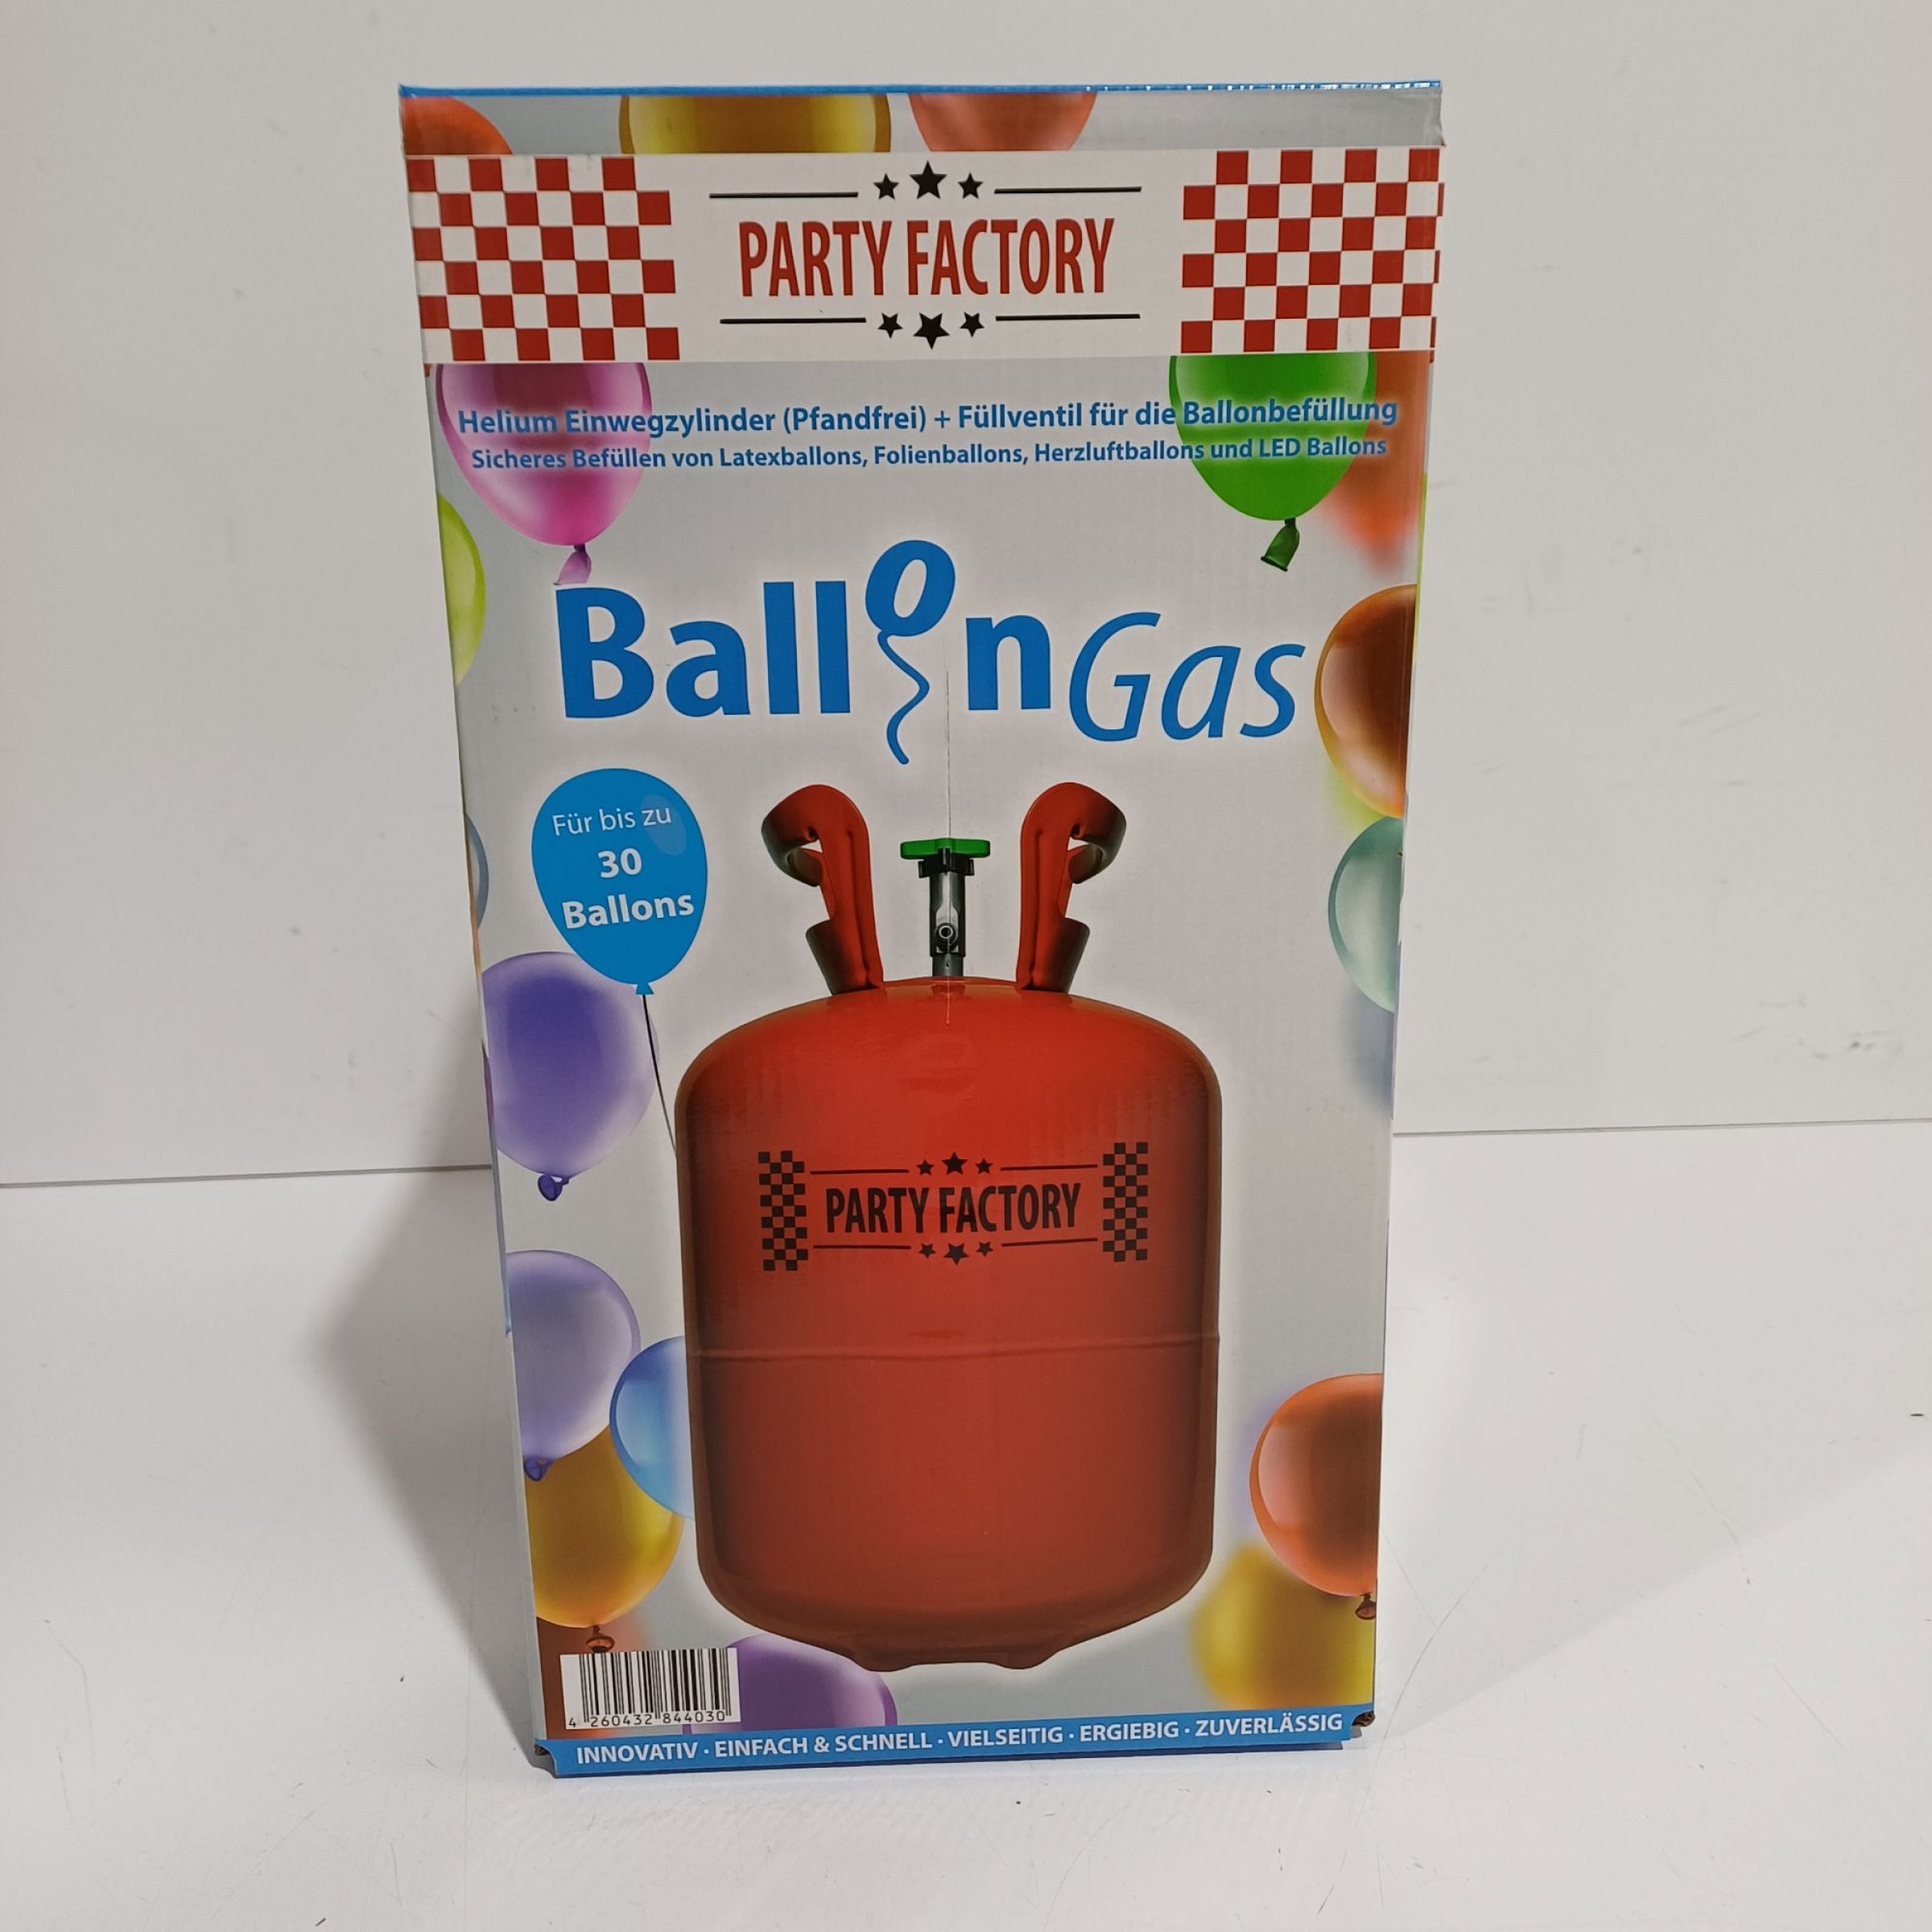 PARTY FACTORY
Helium Einwegzylinder (Pfandfrei) + Füllventil für die Ballonbefüllung
Sicheres Befüllen von Latexballons, Folienballons, Herzluftballons und LED Ballons
BallonGas
Für bis zu
30
Ballons
PARTY FACTORY
4 260432 844030
INNOVATIV · EINFACH & SCHNELL · VIELSEITIG · ERGIEBIG · ZUVERLÄSSIG